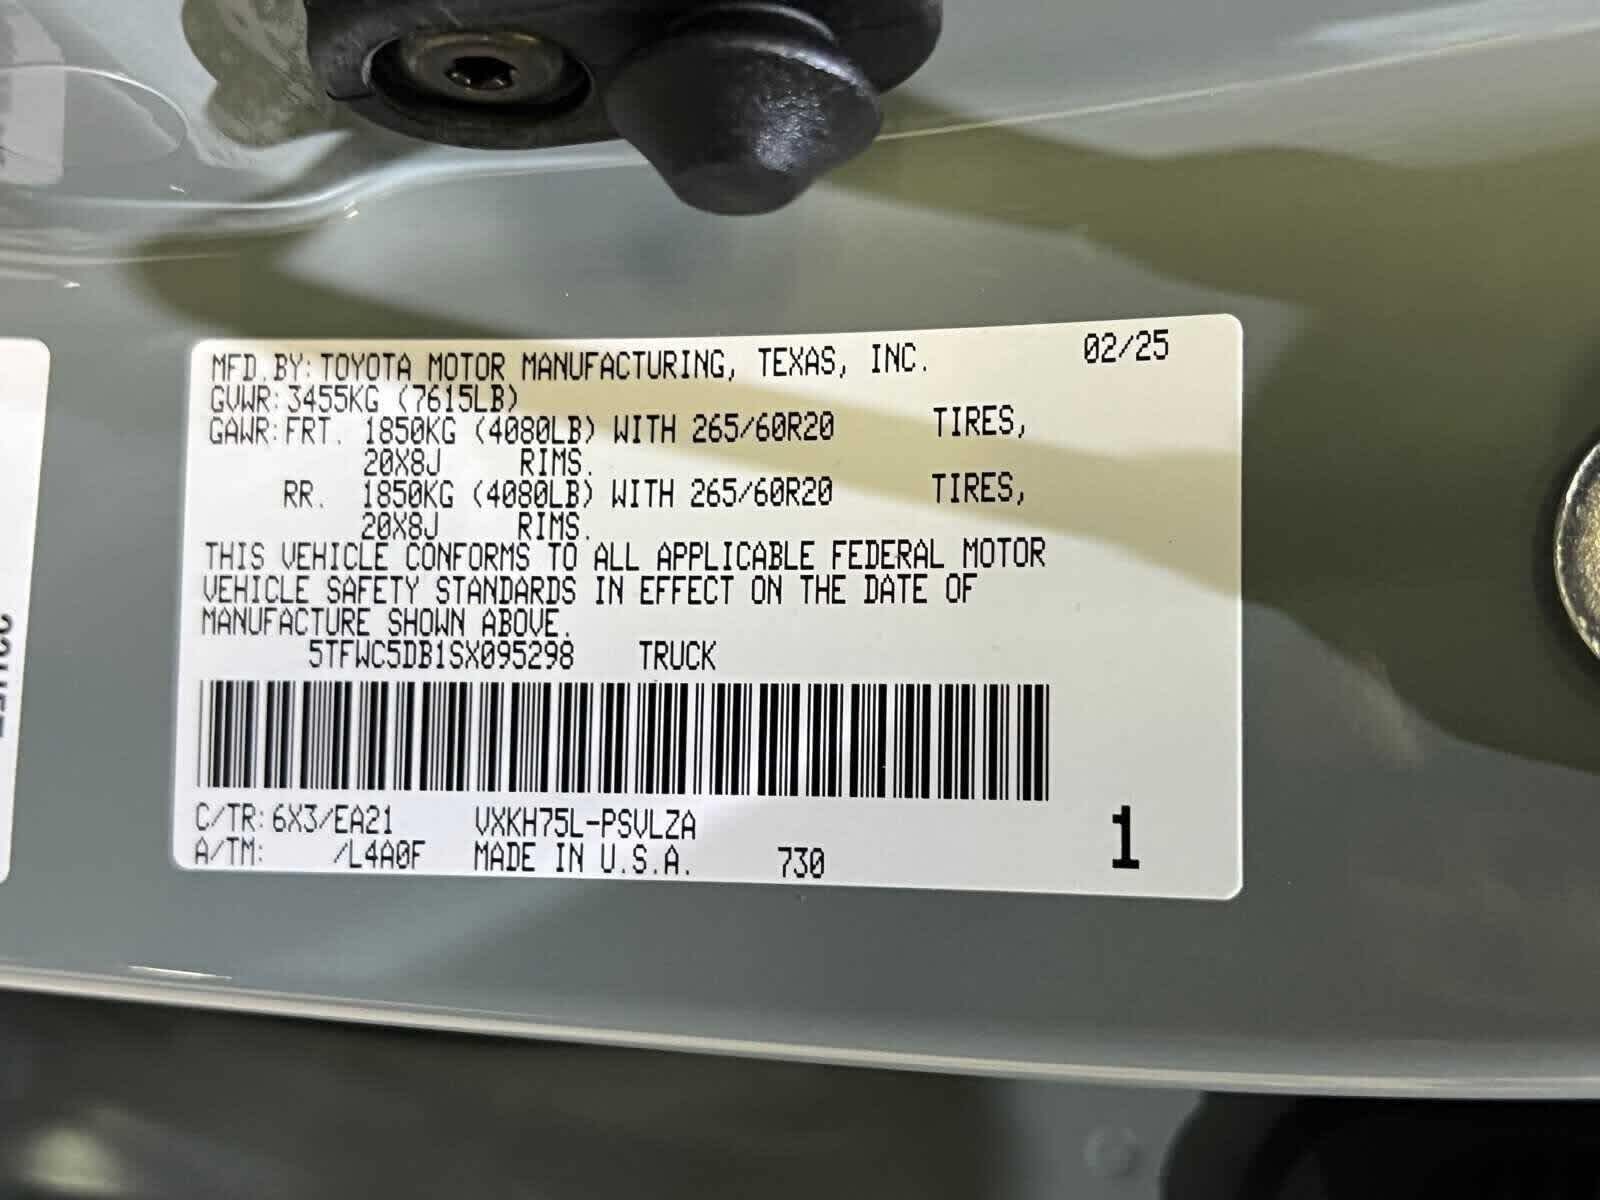 MFD.BY: TOYOTA MOTOR MANUFACTURING, TEXAS, INC. 02/25
GVWR: 3455KG (7615LB)
GAWR: FRT. 1850KG (4080LB) WITH 265/60R20 TIRES,
20X8J RIMS.
RR. 1850KG (4080LB) WITH 265/60R20 TIRES,
20X8J RIMS.
THIS VEHICLE CONFORMS TO ALL APPLICABLE FEDERAL MOTOR
VEHICLE SAFETY STANDARDS IN EFFECT ON THE DATE OF
MANUFACTURE SHOWN ABOVE.
5TFWC5DB1SX095298 TRUCK
C/TR: 6X3/EA21 VXKH75L-PSVLZA
A/TM: /L4A0F MADE IN U.S.A. 730 1